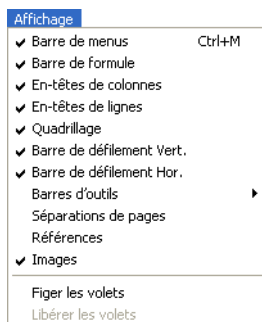 Affichage
Barre de menus Ctrl+M
Barre de formule
En-têtes de colonnes
En-têtes de lignes
Quadrillage
Barre de défilement Vert.
Barre de défilement Hor.
Barres d'outils
Séparations de pages
Références
Images
Figer les volets
Libérer les volets